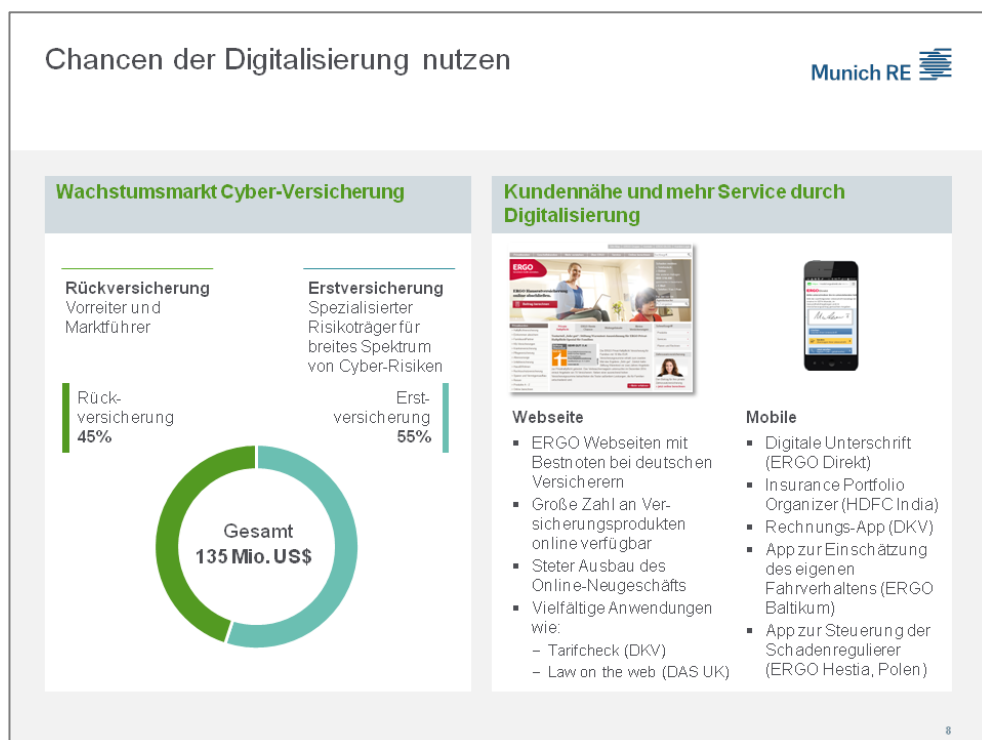 Chancen der Digitalisierung nutzen
Munich RE
Wachstumsmarkt Cyber-Versicherung
Rückversicherung
Vorreiter und
Marktführer
Erstversicherung
Spezialisierter
Risikoträger für
breites Spektrum
von Cyber-Risiken
Rück-
versicherung
45%
Erst-
versicherung
55%
Gesamt
135 Mio. US$
Kundennähe und mehr Service durch
Digitalisierung
ERGO
Webseite
▪ ERGO Webseiten mit
Bestnoten bei deutschen
Versicherern
▪ Große Zahl an Ver-
sicherungsprodukten
online verfügbar
▪ Steter Ausbau des
Online-Neugeschäfts
▪ Vielfältige Anwendungen
wie:
– Tarifcheck (DKV)
– Law on the web (DAS UK)
Mobile
▪ Digitale Unterschrift
(ERGO Direkt)
▪ Insurance Portfolio
Organizer (HDFC India)
▪ Rechnungs-App (DKV)
▪ App zur Einschätzung
des eigenen
Fahrverhaltens (ERGO
Baltikum)
▪ App zur Steuerung der
Schadenregulierer
(ERGO Hestia, Polen)
8